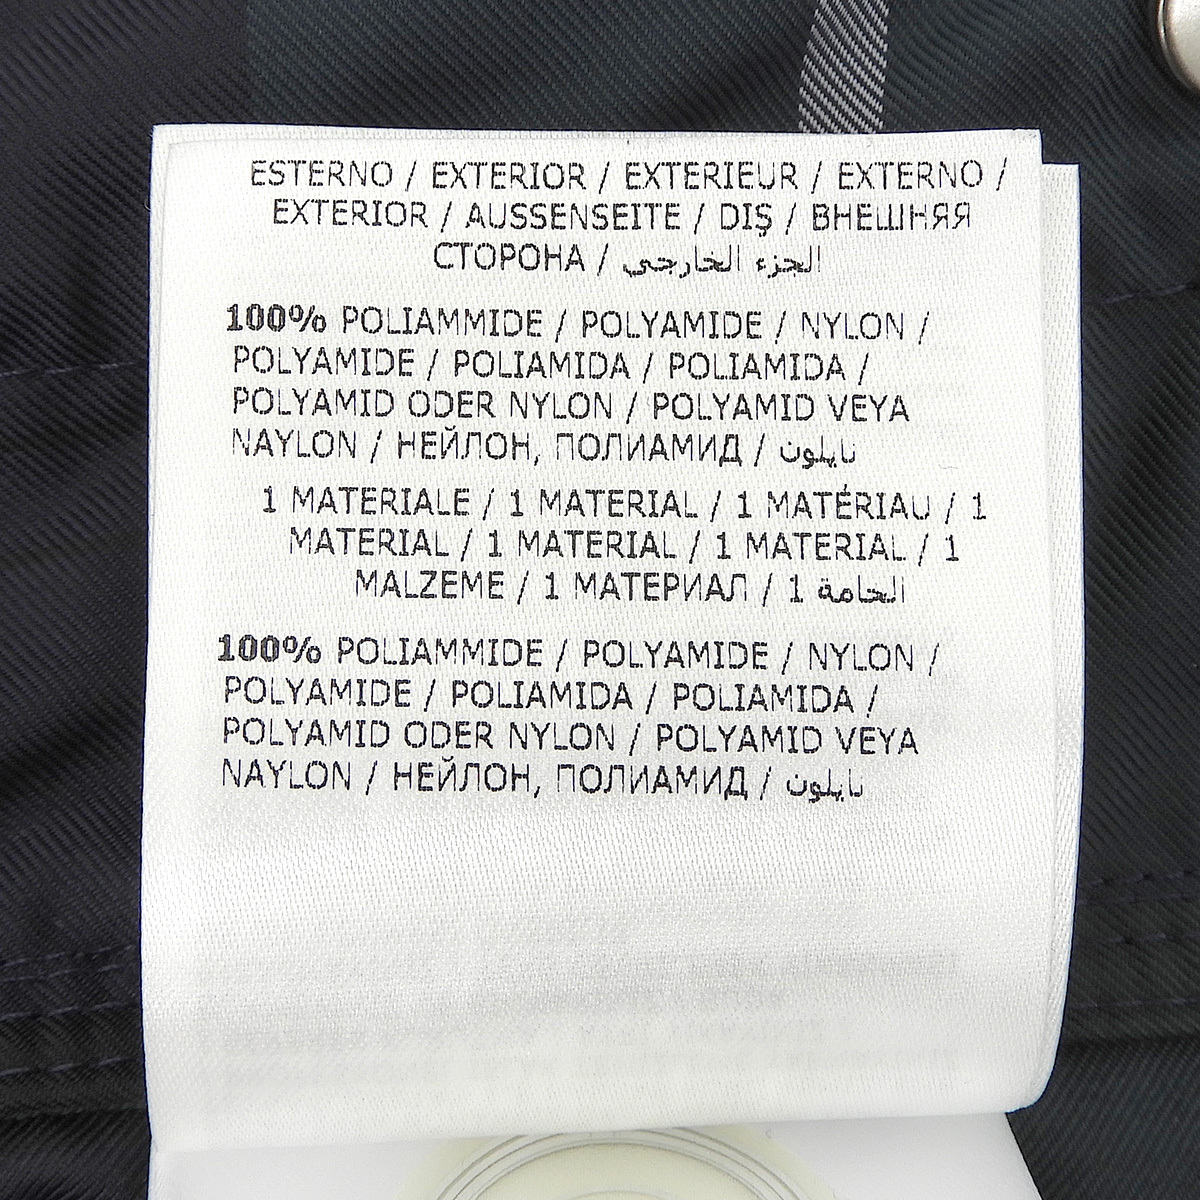 ESTERNO / EXTERIOR / EXTERIEUR / EXTERNO /
EXTERIOR / AUSSENSEITE / DIŞ / ВНЕШНЯЯ
СТОРОНА / الجزء الخارجي
100% POLIAMMIDE / POLYAMIDE / NYLON /
POLYAMIDE / POLIAMIDA / POLIAMIDA /
POLYAMID ODER NYLON / POLYAMID VEYA
NAYLON / НЕЙЛОН, ПОЛИАМИД / نايلون
1 MATERIALE / 1 MATERIAL / 1 MATÉRIAU / 1
MATERIAL / 1 MATERIAL / 1 MATERIAL / 1
MALZEME / 1 МАТЕРИАЛ / 1 الخامة
100% POLIAMMIDE / POLYAMIDE / NYLON /
POLYAMIDE / POLIAMIDA / POLIAMIDA /
POLYAMID ODER NYLON / POLYAMID VEYA
NAYLON / НЕЙЛОН, ПОЛИАМИД / نايلون